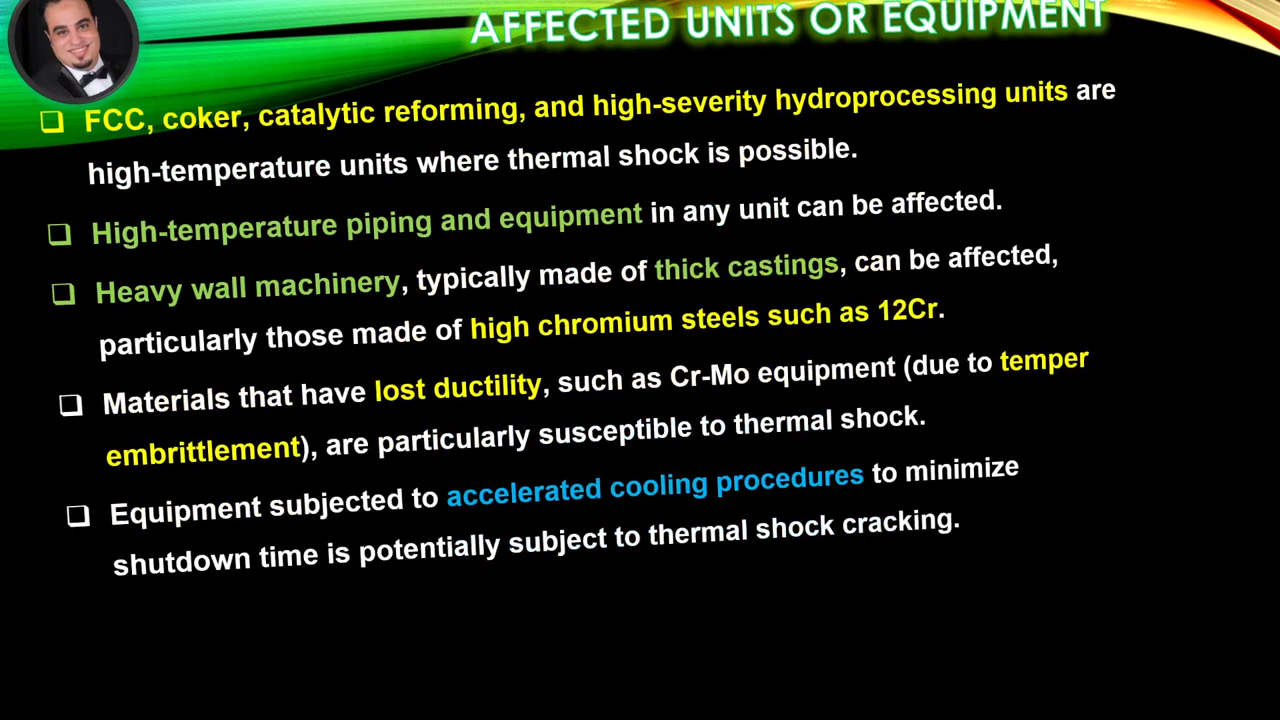 AFFECTED UNITS OR EQUIPMENT
FCC, coker, catalytic reforming, and high-severity hydroprocessing units are
high-temperature units where thermal shock is possible.
High-temperature piping and equipment in any unit can be affected.
Heavy wall machinery, typically made of thick castings, can be affected,
particularly those made of high chromium steels such as 12Cr.
Materials that have lost ductility, such as Cr-Mo equipment (due to temper
embrittlement), are particularly susceptible to thermal shock.
Equipment subjected to accelerated cooling procedures to minimize
shutdown time is potentially subject to thermal shock cracking.